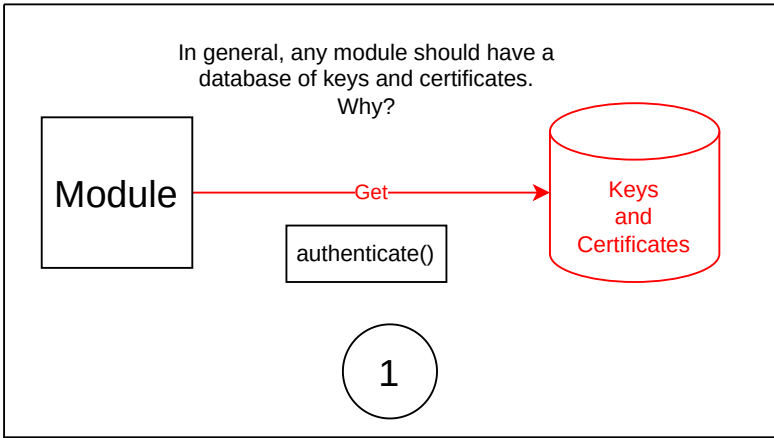 In general, any module should have a
database of keys and certificates.
Why?
Module
Get
Keys
and
Certificates
authenticate()
1